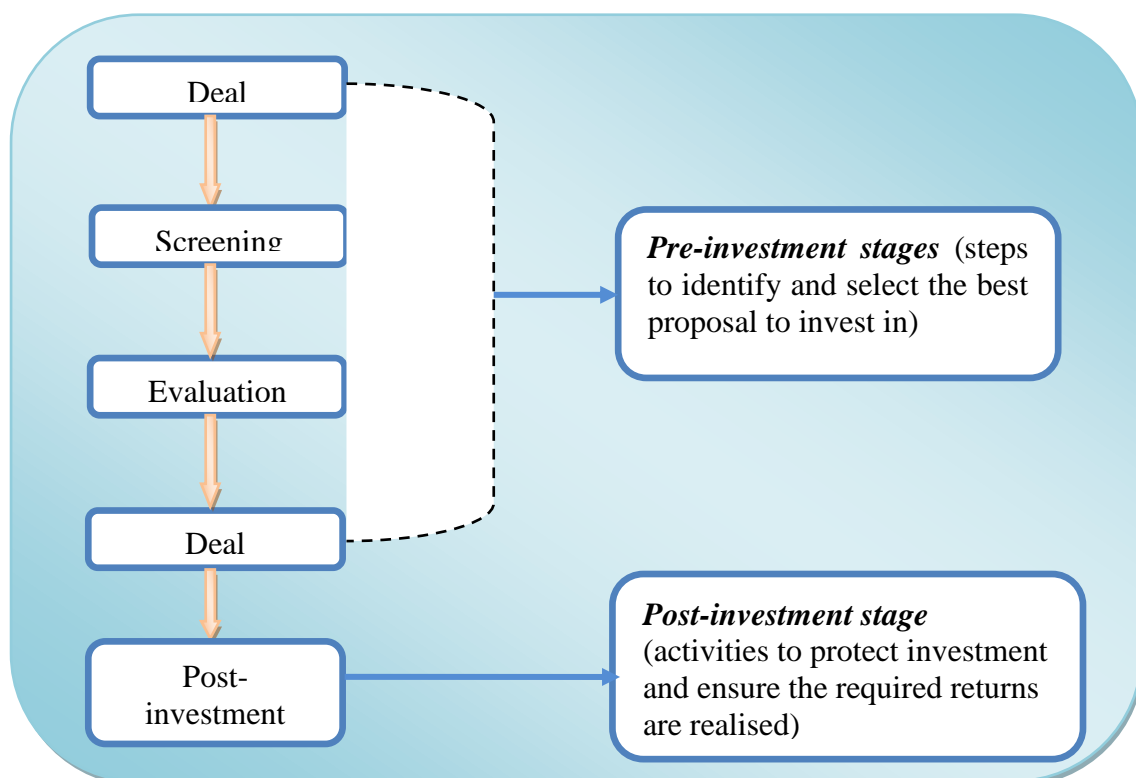 Deal
Screening
Evaluation
Deal
Post-
investment
Pre-investment stages (steps
to identify and select the best
proposal to invest in)
Post-investment stage
(activities to protect investment
and ensure the required returns
are realised)